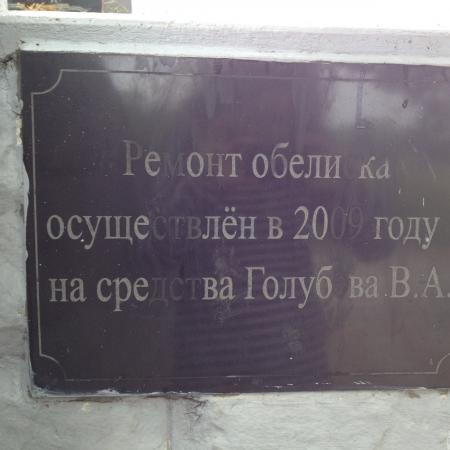 Ремонт обелиска
осуществлён в 2009 году
на средства Голубева В.А.